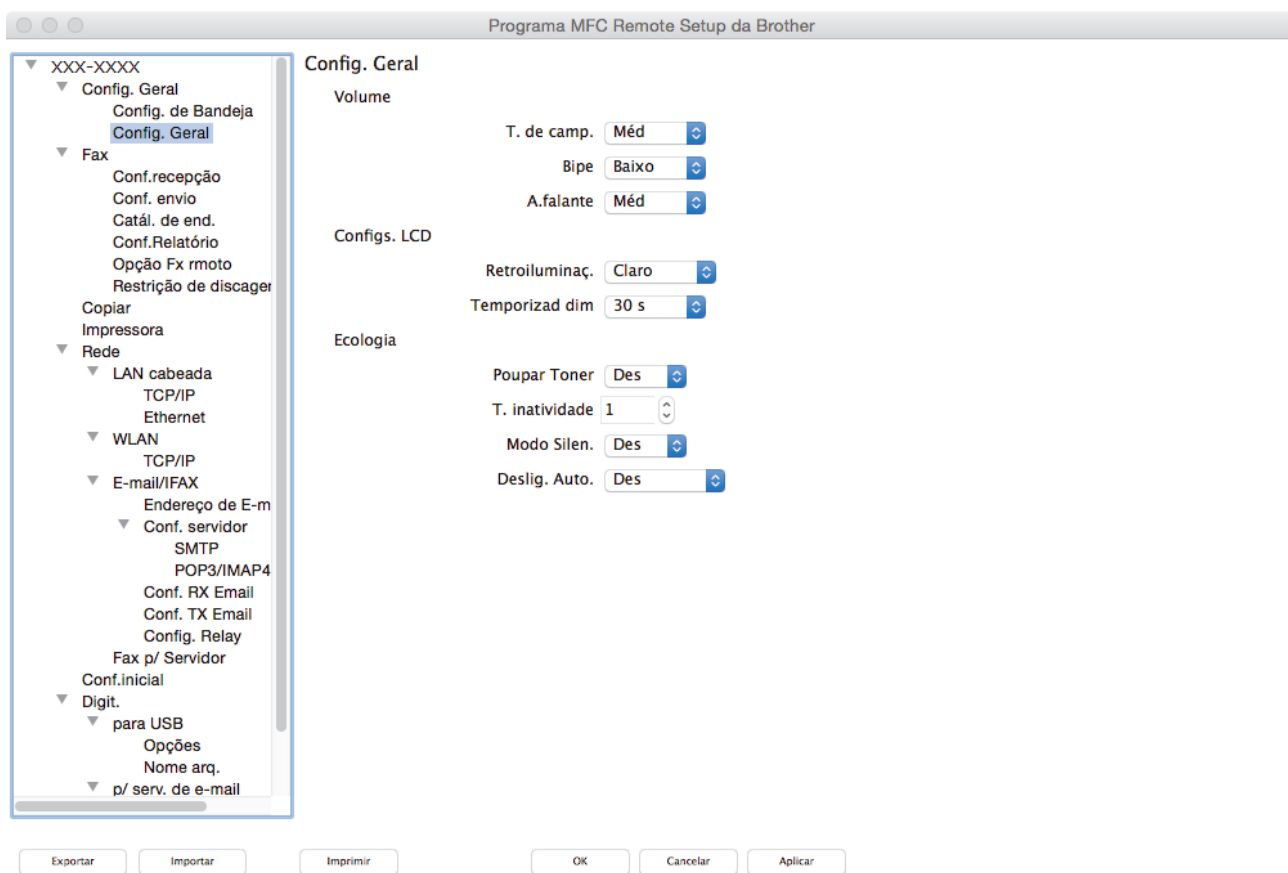 Programa MFC Remote Setup da Brother
XXX-XXXX
Config. Geral
Config. de Bandeja
Config. Geral
Fax
Conf.recepção
Conf. envio
Catál. de end.
Conf.Relatório
Opção Fx rmoto
Restrição de discager
Copiar
Impressora
Rede
LAN cabeada
TCP/IP
Ethernet
WLAN
TCP/IP
E-mail/IFAX
Endereço de E-m
Conf. servidor
SMTP
POP3/IMAP4
Conf. RX Email
Conf. TX Email
Config. Relay
Fax p/ Servidor
Conf.inicial
Digit.
para USB
Opções
Nome arq.
p/ serv. de e-mail
Config. Geral
Volume
T. de camp. Méd
Bipe Baixo
A.falante Méd
Configs. LCD
Retroiluminaç. Claro
Temporizad dim 30 s
Ecologia
Poupar Toner Des
T. inatividade 1
Modo Silen. Des
Deslig. Auto. Des
Exportar Importar Imprimir OK Cancelar Aplicar